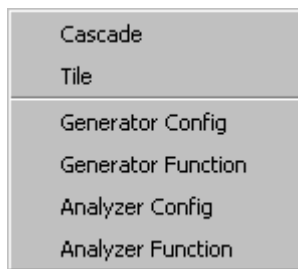 Cascade
Tile
Generator Config
Generator Function
Analyzer Config
Analyzer Function